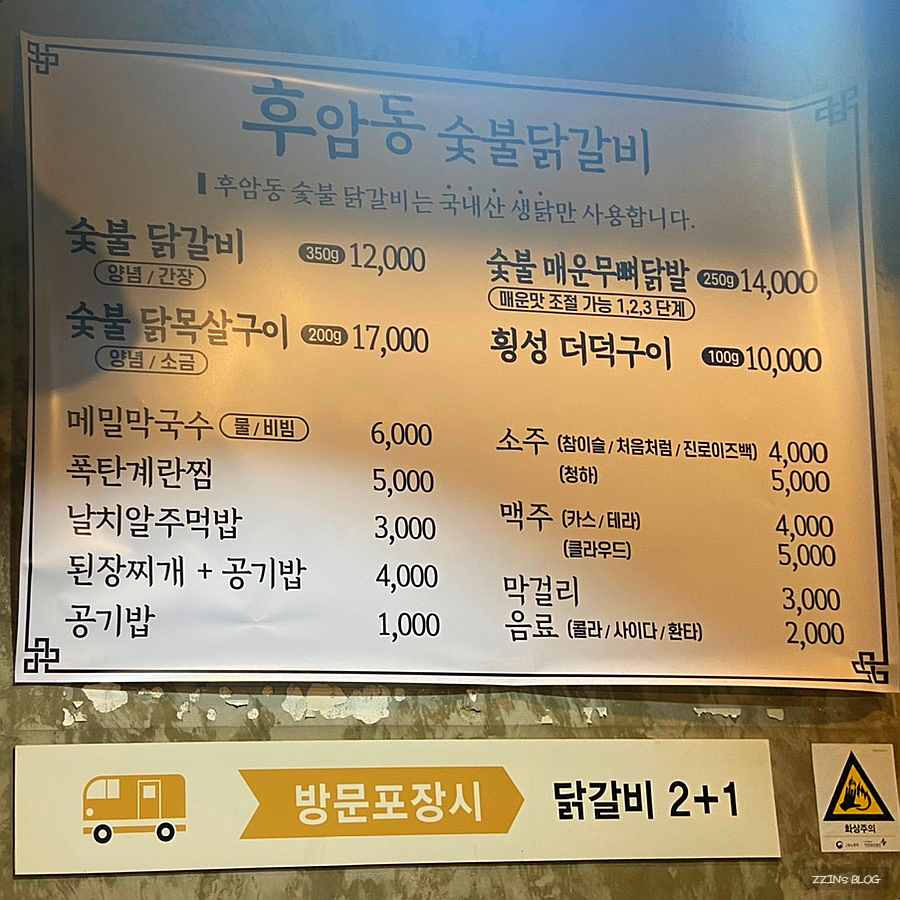 후암동 숯불닭갈비
후암동 숯불 닭갈비는 국내산 생닭만 사용합니다.
숯불 닭갈비 350g 12,000
양념 / 간장
숯불 닭목살구이 200g 17,000
양념 / 소금
숯불 매운무뼈닭발 250g 14,000
매운맛 조절 가능 1,2,3 단계
횡성 더덕구이 100g 10,000
메밀막국수 물/비빔 6,000
폭탄계란찜 5,000
날치알주먹밥 3,000
된장찌개 + 공기밥 4,000
공기밥 1,000
소주 (참이슬 / 처음처럼 / 진로이즈백) 4,000
(청하) 5,000
맥주 (카스 / 테라) 4,000
(클라우드) 5,000
막걸리 3,000
음료 (콜라 / 사이다 / 환타) 2,000
방문포장시 닭갈비 2+1
화상주의
ZZINs BLOG